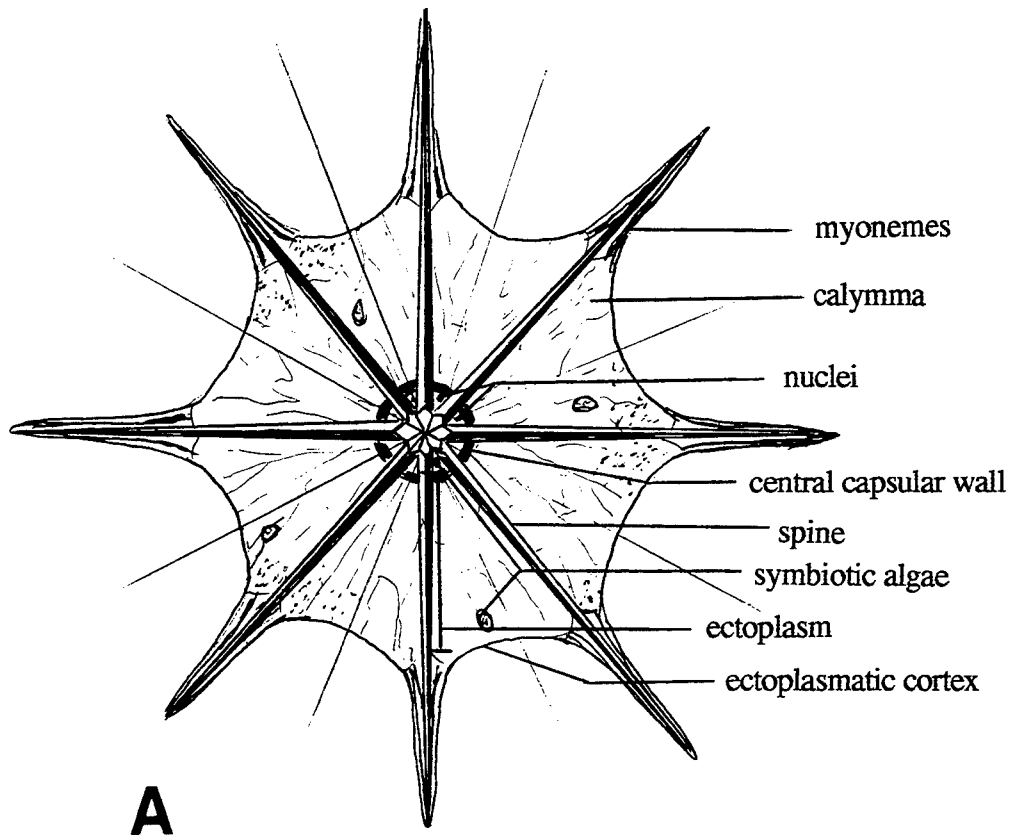 myonemes
calymma
nuclei
central capsular wall
spine
symbiotic algae
ectoplasm
ectoplasmatic cortex
A